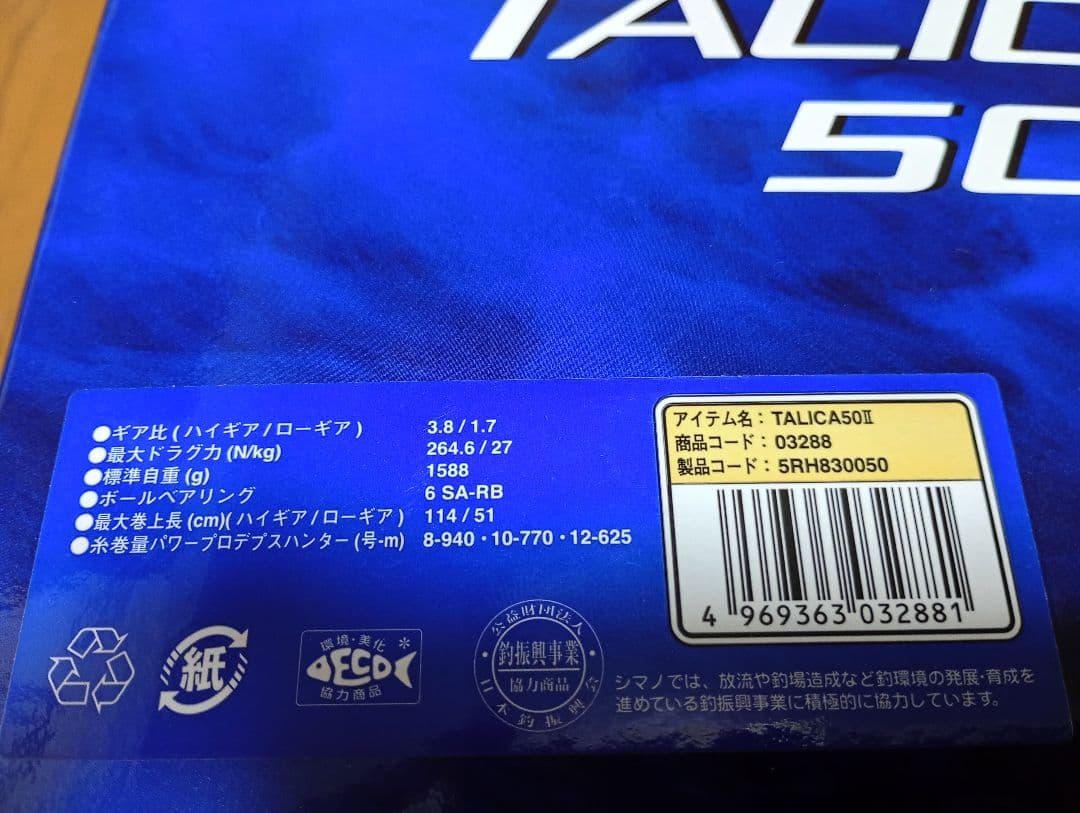 TALIC
50
●ギア比 ( ハイギア / ローギア ) 3.8 / 1.7
●最大ドラグ力 (N/kg) 264.6 / 27
●標準自重 (g) 1588
●ボールベアリング 6 SA-RB
●最大巻上長 (cm)( ハイギア / ローギア ) 114 / 51
●糸巻量パワープロデプスハンター (号-m) 8-940・10-770・12-625
アイテム名：TALICA50Ⅱ
商品コード：03288
製品コード：5RH830050
4 969363 032881
紙
環境・美化
ECO
協力商品
公益財団法人
釣振興事業
協力商品
日本釣振興会
シマノでは、放流や釣場造成など釣環境の発展・育成を
進めている釣振興事業に積極的に協力しています。